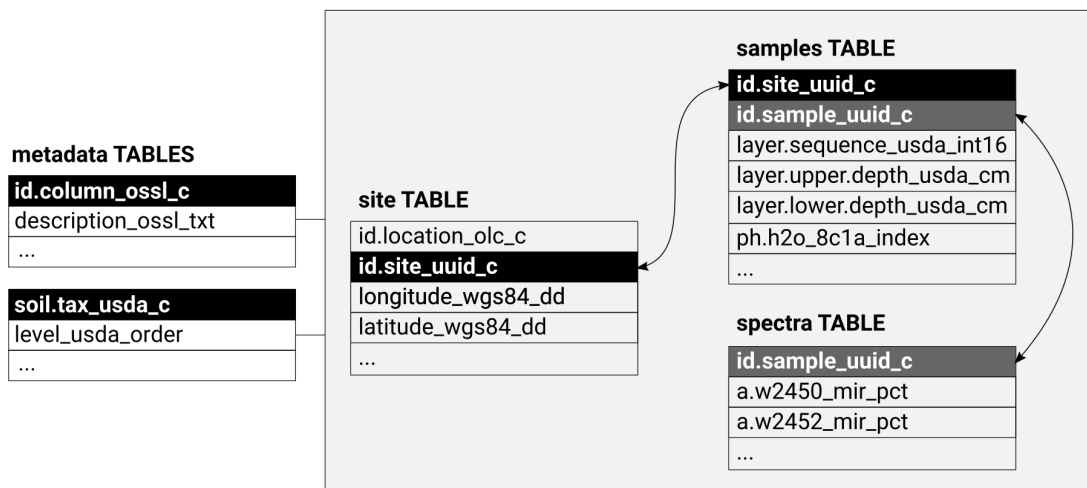 metadata TABLES
id.column_ossl_c
description_ossl_txt
...
soil.tax_usda_c
level_usda_order
...
site TABLE
id.location_olc_c
id.site_uuid_c
longitude_wgs84_dd
latitude_wgs84_dd
...
samples TABLE
id.site_uuid_c
id.sample_uuid_c
layer.sequence_usda_int16
layer.upper.depth_usda_cm
layer.lower.depth_usda_cm
ph.h2o_8c1a_index
...
spectra TABLE
id.sample_uuid_c
a.w2450_mir_pct
a.w2452_mir_pct
...